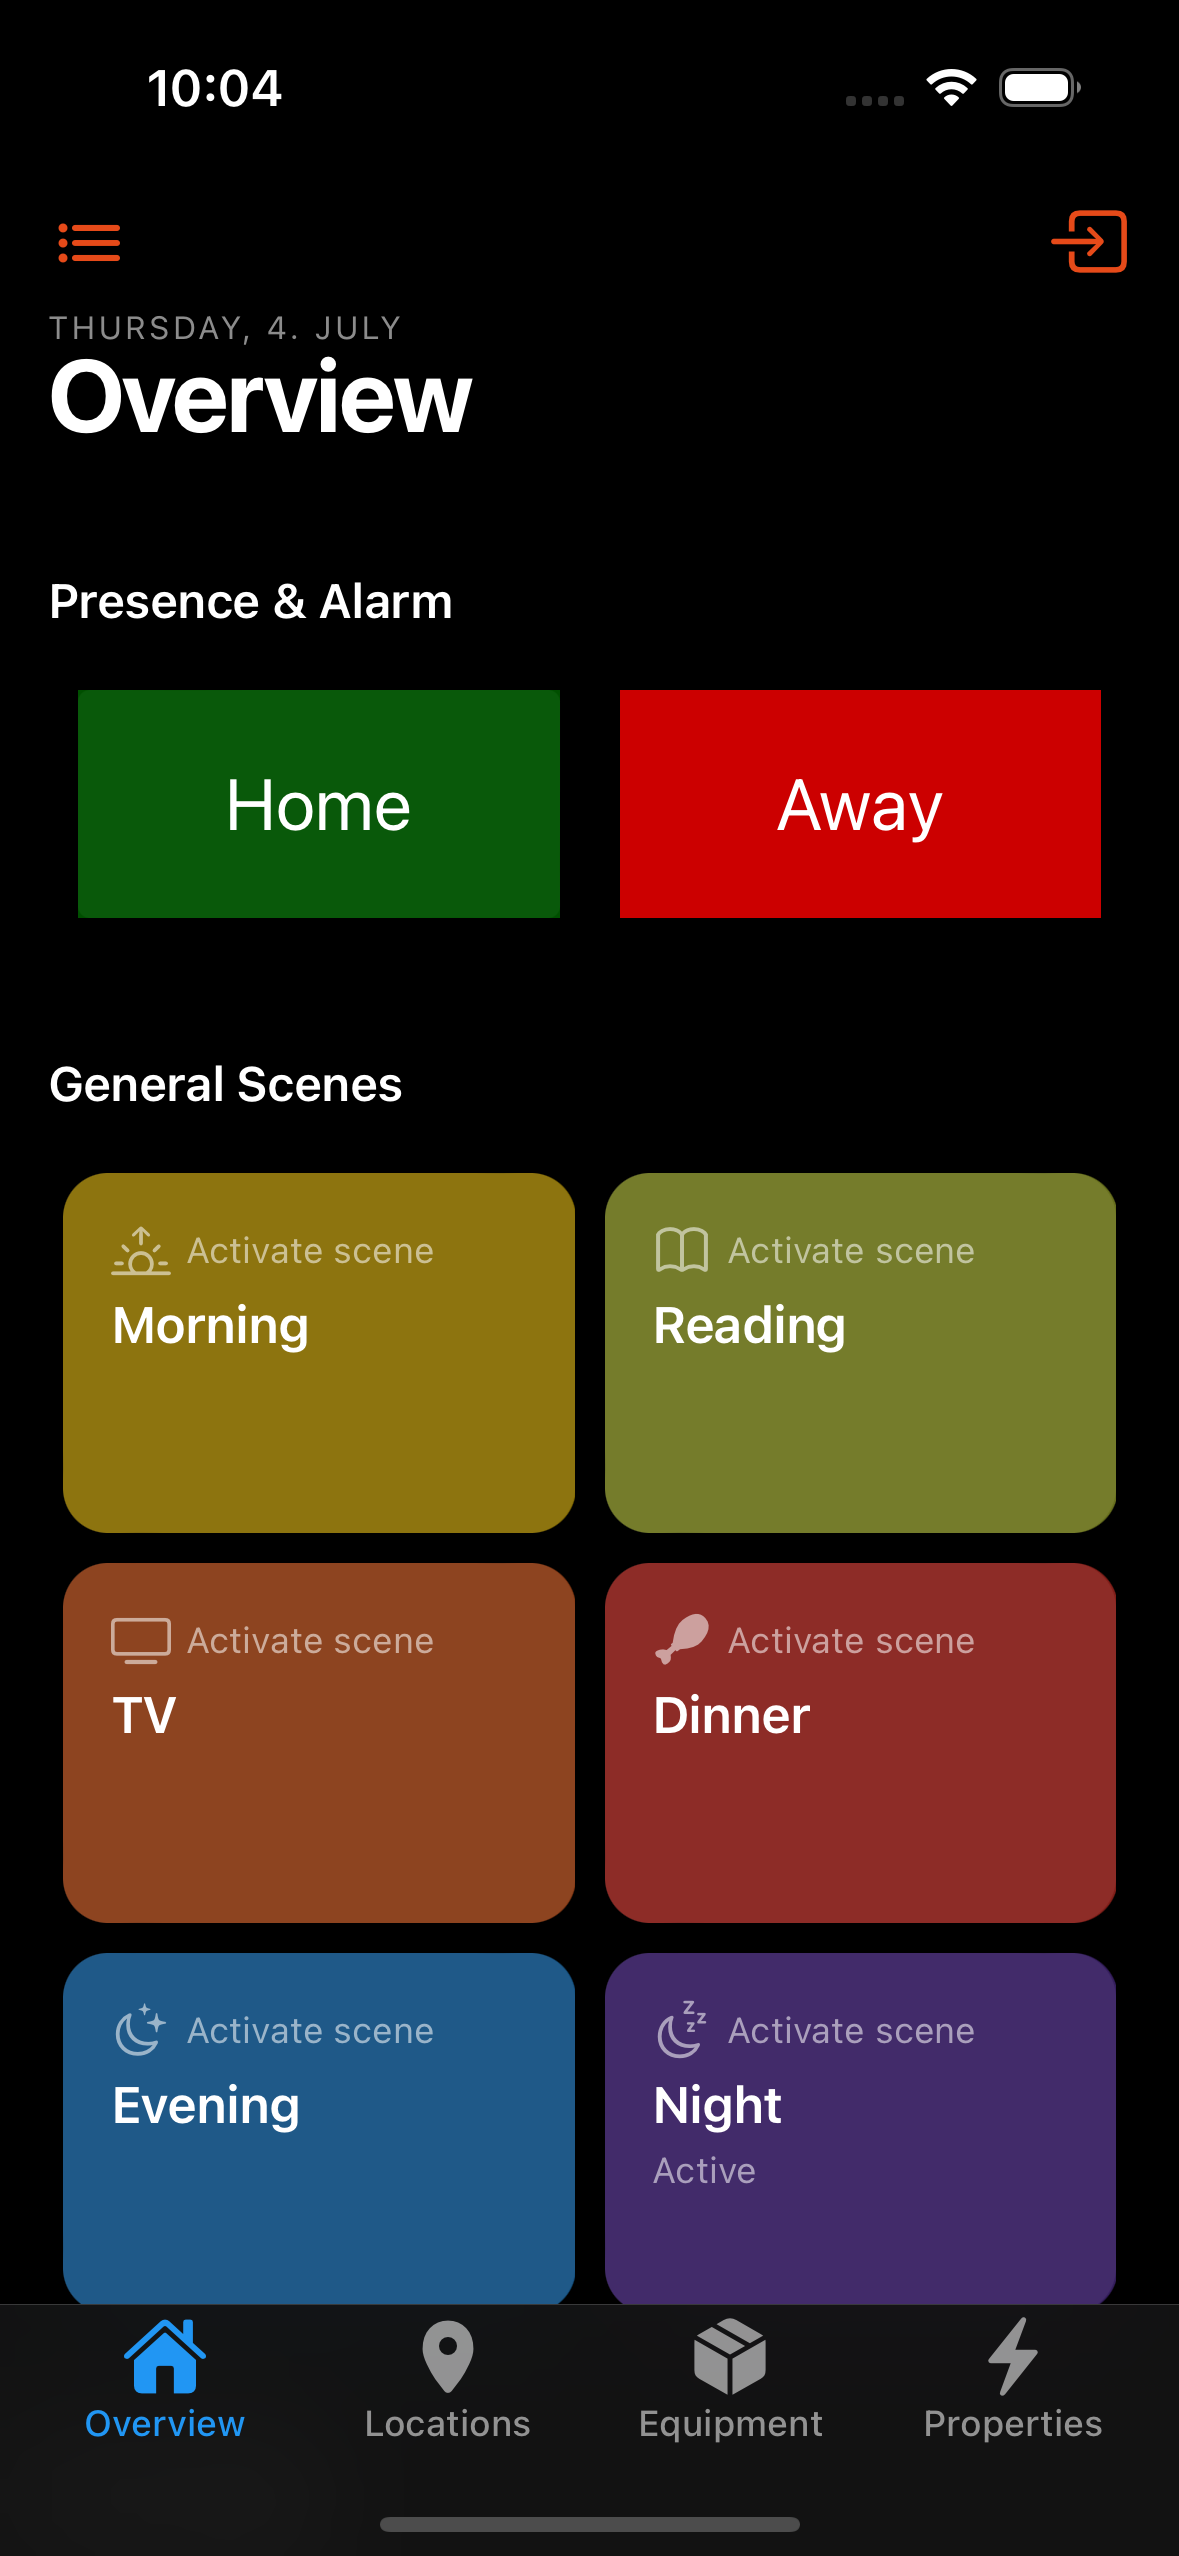 10:04
THURSDAY, 4. JULY
Overview
Presence & Alarm
Home
Away
General Scenes
Activate scene
Morning
Activate scene
Reading
Activate scene
TV
Activate scene
Dinner
Activate scene
Evening
Activate scene
Night
Active
Overview
Locations
Equipment
Properties